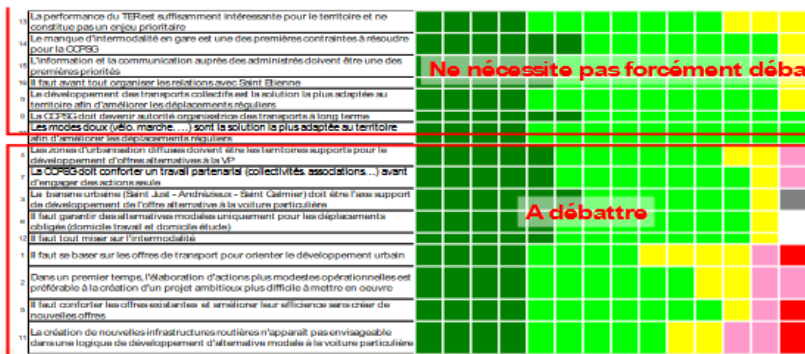 13 La performance du TERest suffisamment intéressante pour le territoire et ne
constitue pas un enjeu prioritaire
14 Le manque d'intermodalité en gare est une des premières contraintes à résoudre
pour la CCPSG
15 L'information et la communication auprès des administrés doivent être une des
premières priorités
Il faut avant tout organiser les relations avec Saint Etienne
Le développement des transports collectifs est la solution la plus adaptée au
territoire afin d'améliorer les déplacements réguliers
La CCPSG doit devenir autorité organisatrice des transports à long terme
Les modes doux (vélo, marche, ...) sont la solution la plus adaptée au territoire
afin d'améliorer les déplacements réguliers
Ne nécessite pas forcément déba
Les zones d'urbanisation diffuses doivent être les territoires supports pour le
développement d'offres alternatives à la VP
7 La CCPSG doit conforter un travail partenarial (collectivités, associations...) avant
d'engager des actions seule
3 La banane urbaine (Saint Just - Andrézieux - Saint Galmier) doit être l'axe support
de développement de l'offre alternative à la voiture particulière
Il faut garantir des alternatives modales uniquement pour les déplacements
obligés (domicile travail et domicile étude)
12 Il faut tout miser sur l'intermodalité
1 Il faut se baser sur les offres de transport pour orienter le développement urbain
2 Dans un premier temps, l'élaboration d'actions plus modestes opérationnelles est
préférable à la création d'un projet ambitieux plus difficile à mettre en oeuvre
Il faut conforter les offres existantes et améliorer leur efficience sans créer de
nouvelles offres
11 La création de nouvelles infrastructures routières n'apparaît pas envisageable
dans une logique de développement d'alternative modale à la voiture particulière
A débattre